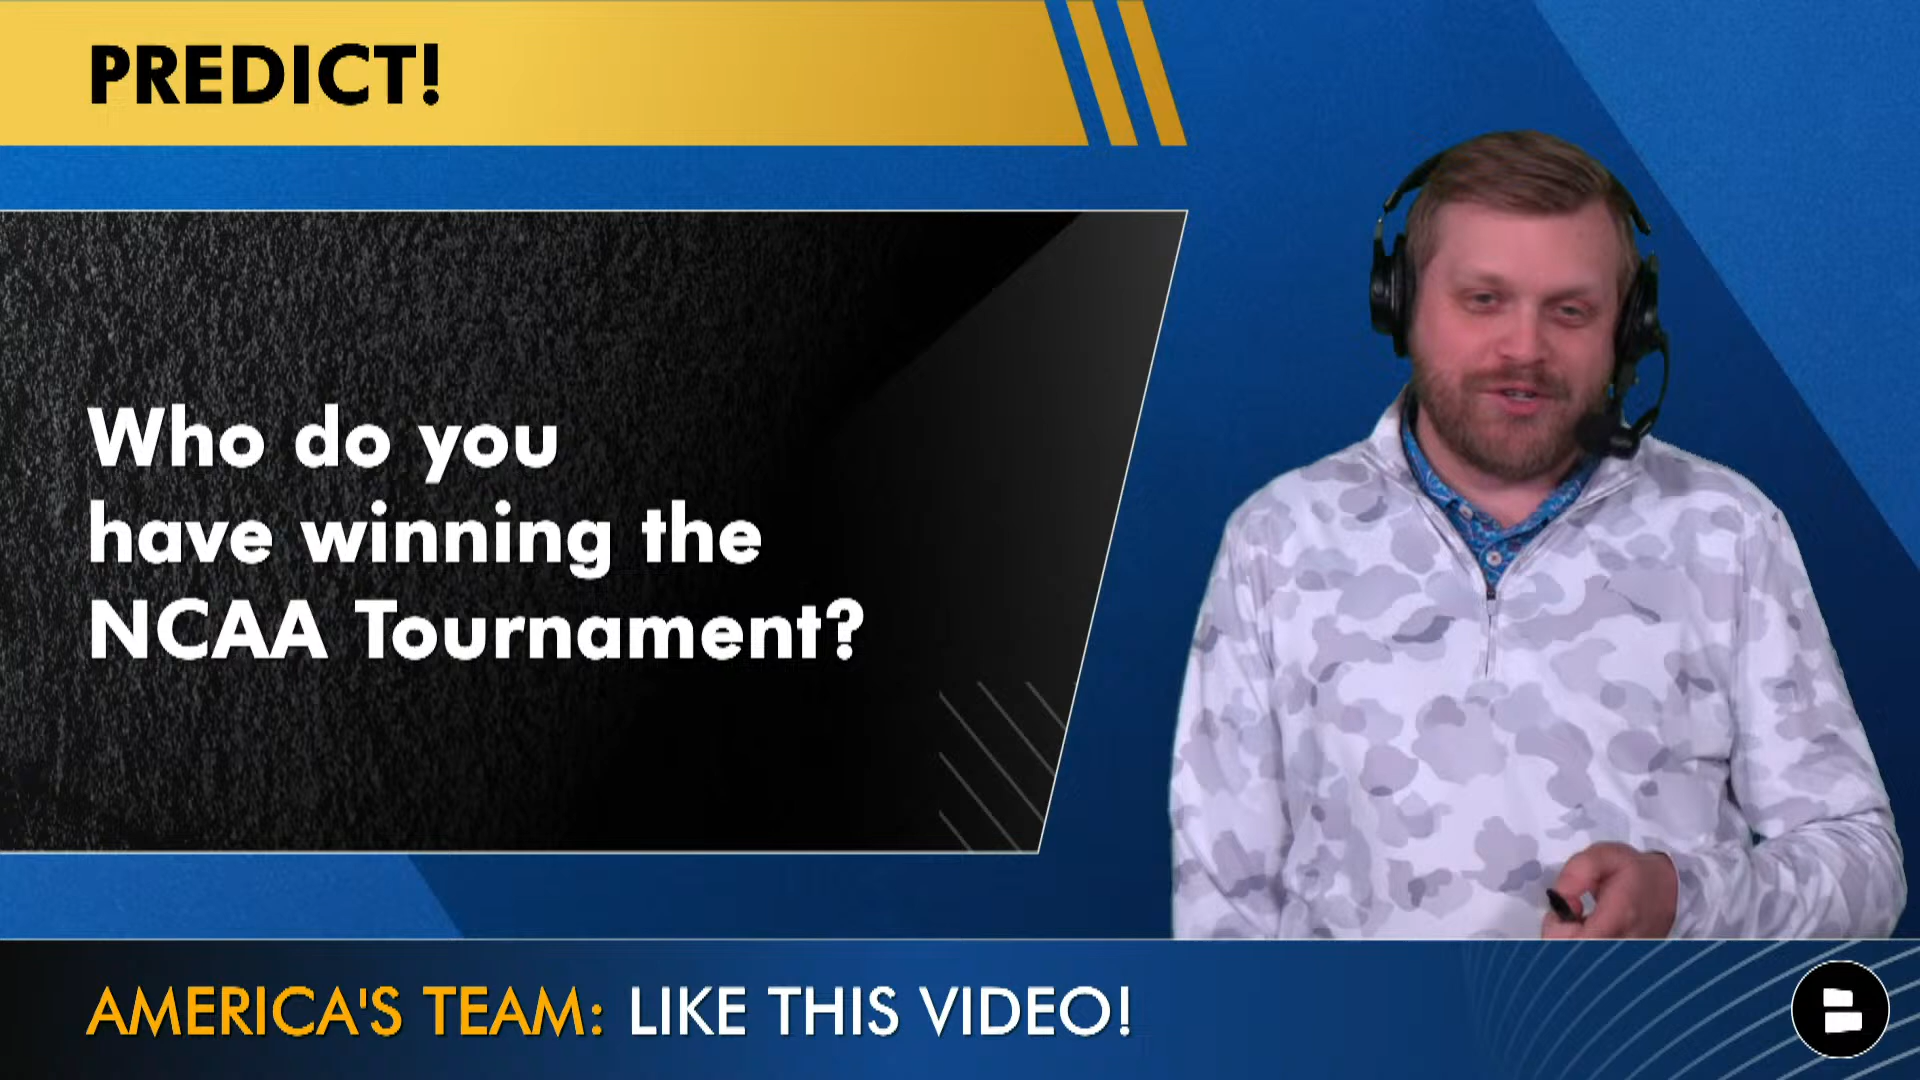 PREDICT!
Who do you
have winning the
NCAA Tournament?
AMERICA'S TEAM: LIKE THIS VIDEO!